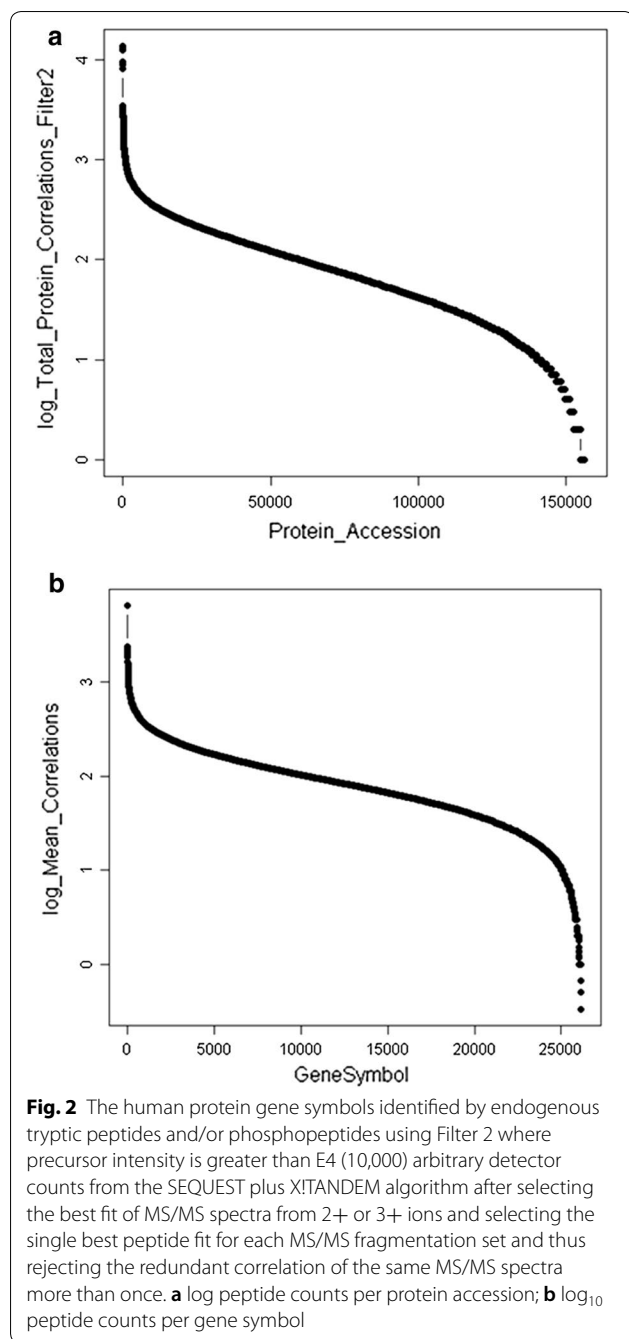 a
4
3
2
1
0
log_Total_Protein_Correlations_Filter2
0 50000 100000 150000
Protein_Accession
b
3
2
1
0
log_Mean_Correlations
0 5000 10000 15000 20000 25000
GeneSymbol
Fig. 2 The human protein gene symbols identified by endogenous
tryptic peptides and/or phosphopeptides using Filter 2 where
precursor intensity is greater than E4 (10,000) arbitrary detector
counts from the SEQUEST plus X!TANDEM algorithm after selecting
the best fit of MS/MS spectra from 2+ or 3+ ions and selecting the
single best peptide fit for each MS/MS fragmentation set and thus
rejecting the redundant correlation of the same MS/MS spectra
more than once. a log peptide counts per protein accession; b log₁₀
peptide counts per gene symbol